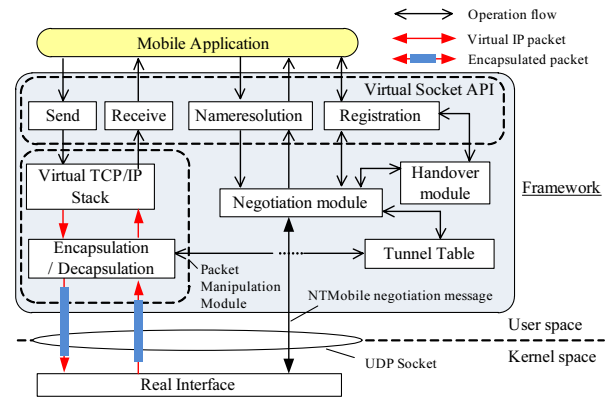 Operation flow
Mobile Application
Virtual IP packet
Encapsulated packet
Virtual Socket API
Send
Receive
Nameresolution
Registration
Virtual TCP/IP
Stack
Handover
module
Negotiation module
Framework
Encapsulation
/ Decapsulation
Tunnel Table
Packet
Manipulation
Module
NTMobile negotiation message
User space
Kernel space
UDP Socket
Real Interface